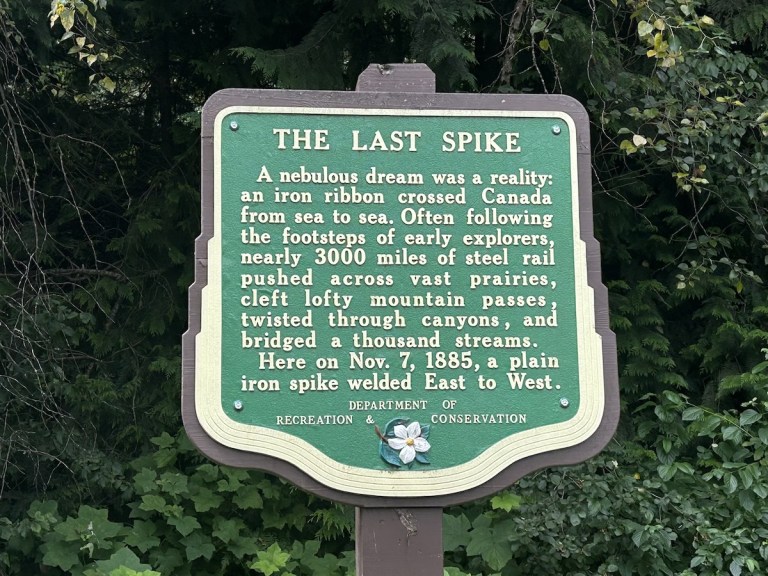 THE LAST SPIKE
A nebulous dream was a reality:
an iron ribbon crossed Canada
from sea to sea. Often following
the footsteps of early explorers,
nearly 3000 miles of steel rail
pushed across vast prairies,
cleft lofty mountain passes,
twisted through canyons, and
bridged a thousand streams.
Here on Nov. 7, 1885, a plain
iron spike welded East to West.
DEPARTMENT OF
RECREATION & CONSERVATION